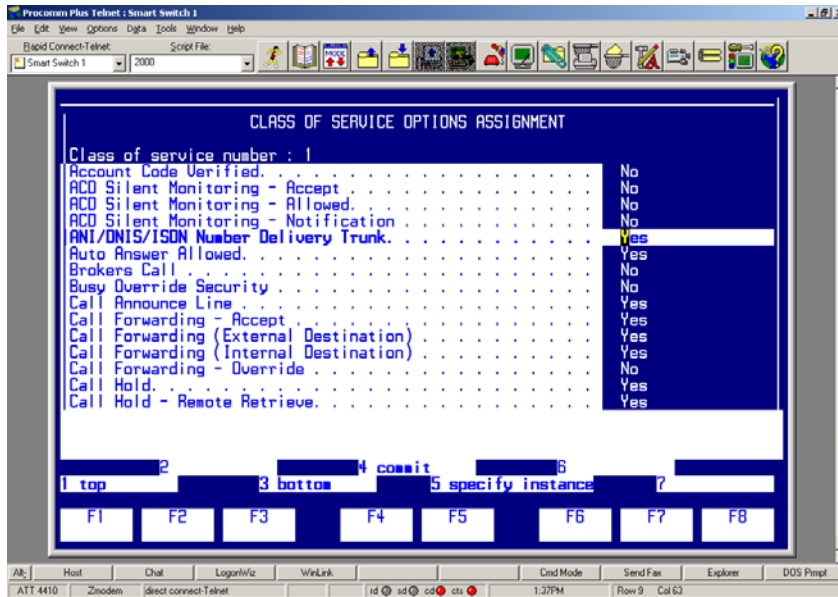 Procomm Plus Telnet : Smart Switch 1
File Edit View Options Data Tools Window Help
Rapid Connect-Telnet: Script File:
Smart Switch 1 2000 MODE
CLASS OF SERVICE OPTIONS ASSIGNMENT
Class of service number : 1
Account Code Verified. . . . . . . . . . . . . . . . . . . No
ACD Silent Monitoring - Accept . . . . . . . . . . . . . . No
ACD Silent Monitoring - Allowed. . . . . . . . . . . . . . No
ACD Silent Monitoring - Notification . . . . . . . . . . . No
ANI/DNIS/ISDN Number Delivery Trunk. . . . . . . . . . . . Yes
Auto Answer Allowed. . . . . . . . . . . . . . . . . . . . Yes
Brokers Call . . . . . . . . . . . . . . . . . . . . . . . No
Busy Override Security . . . . . . . . . . . . . . . . . . No
Call Announce Line . . . . . . . . . . . . . . . . . . . . Yes
Call Forwarding - Accept . . . . . . . . . . . . . . . . . Yes
Call Forwarding (External Destination) . . . . . . . . . . Yes
Call Forwarding (Internal Destination) . . . . . . . . . . Yes
Call Forwarding - Override . . . . . . . . . . . . . . . . No
Call Hold. . . . . . . . . . . . . . . . . . . . . . . . . Yes
Call Hold - Remote Retrieve. . . . . . . . . . . . . . . . Yes
2 4 commit 6
1 top 3 bottom 5 specify instance 7
F1 F2 F3 F4 F5 F6 F7 F8
Alt- Host Chat LogonWiz WinLink Cmd Mode Send Fax Explorer DOS Prmpt
ATT 4410 Zmodem direct connect-Telnet rd sd cd cts 1:37PM Row 9 Col 63